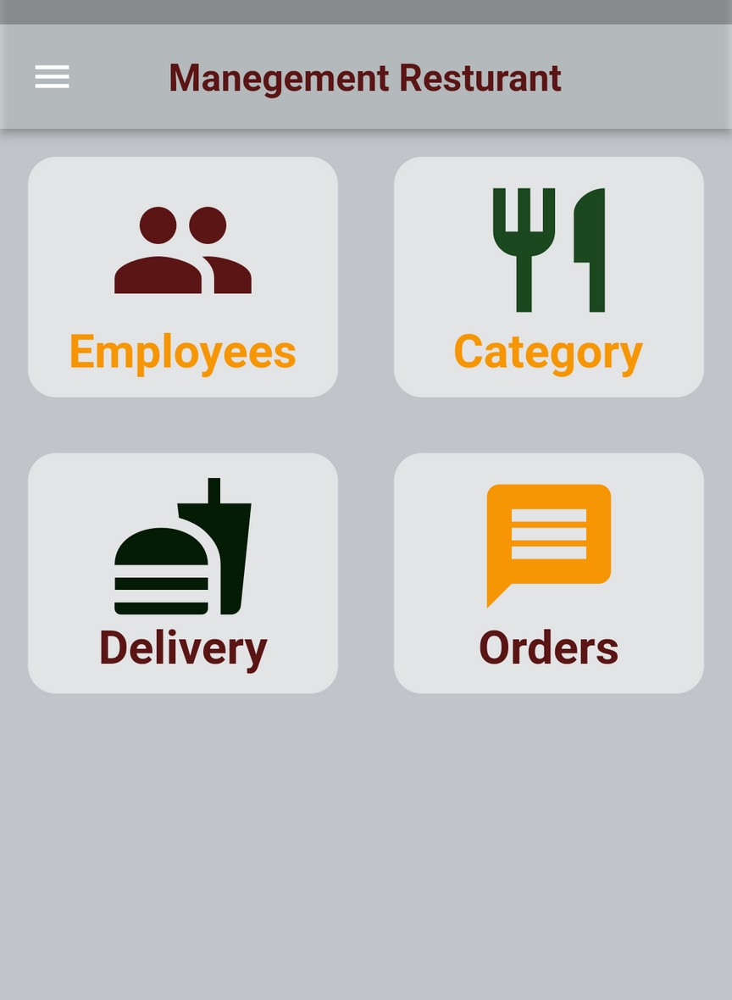 Manegement Resturant
Employees
Category
Delivery
Orders